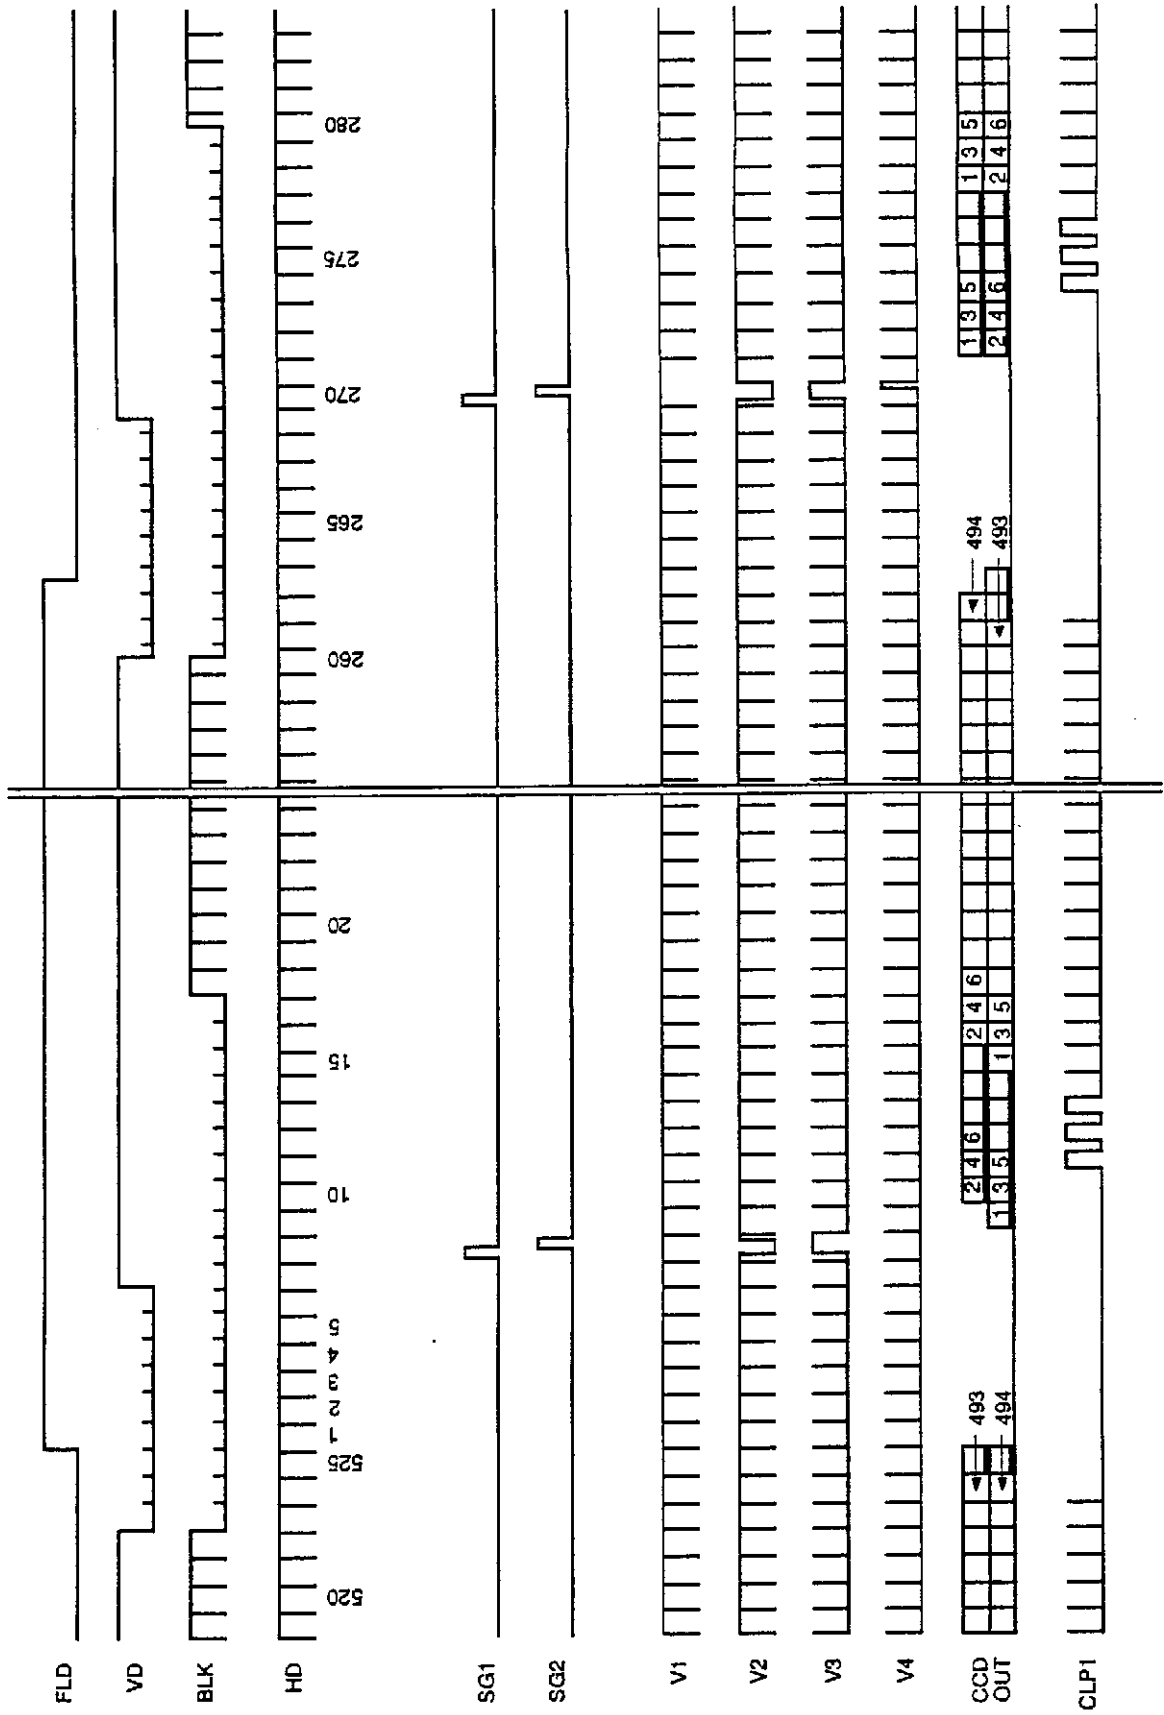 FLD
VD
BLK
HD
520 525 1 2 3 4 5 10 15 20 260 265 270 275 280
SG1
SG2
V1
V2
V3
V4
CCD
OUT
493 2 4 6 2 4 6 494 1 3 5 1 3 5
494 1 3 5 1 3 5 493 2 4 6 2 4 6
CLP1